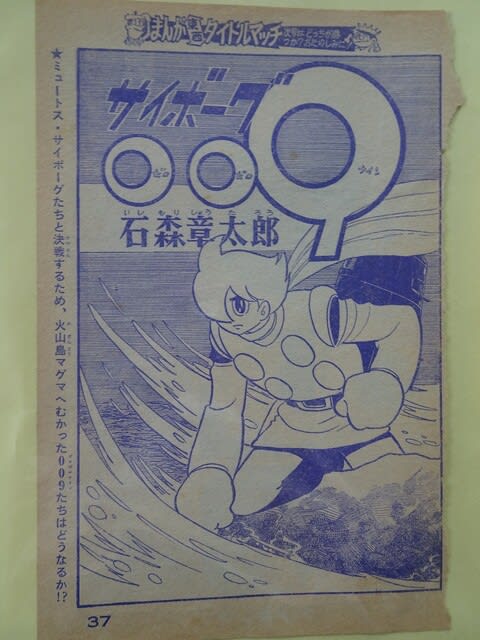 まんが タイトルマッチ
サイボーグ
009
ゼロ ゼロ ナイン
いしもりしょうたろう
石森章太郎
★ミュートス・サイボーグたちと決戦するため、火山島マグマへむかった009たちはどうなるか!?
37